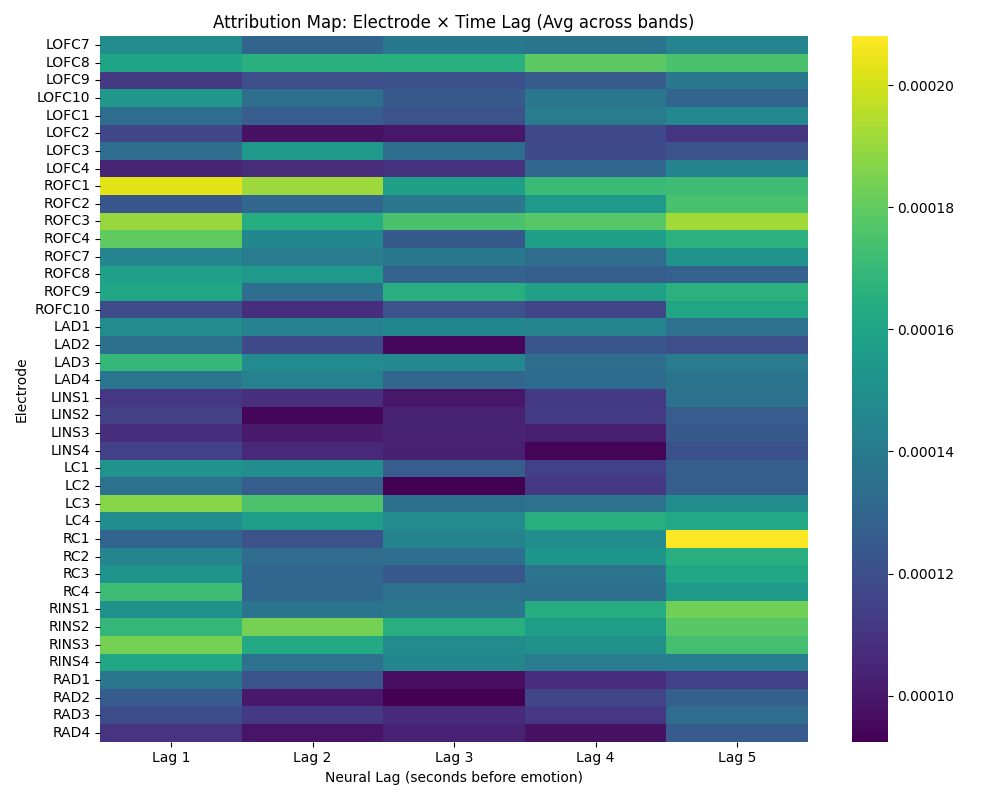 Attribution Map: Electrode × Time Lag (Avg across bands)
LOFC7
LOFC8
LOFC9
LOFC10
LOFC1
LOFC2
LOFC3
LOFC4
ROFC1
ROFC2
ROFC3
ROFC4
ROFC7
ROFC8
ROFC9
ROFC10
LAD1
LAD2
LAD3
LAD4
LINS1
LINS2
LINS3
LINS4
LC1
LC2
LC3
LC4
RC1
RC2
RC3
RC4
RINS1
RINS2
RINS3
RINS4
RAD1
RAD2
RAD3
RAD4
Electrode
Lag 1 Lag 2 Lag 3 Lag 4 Lag 5
Neural Lag (seconds before emotion)
0.00020
0.00018
0.00016
0.00014
0.00012
0.00010